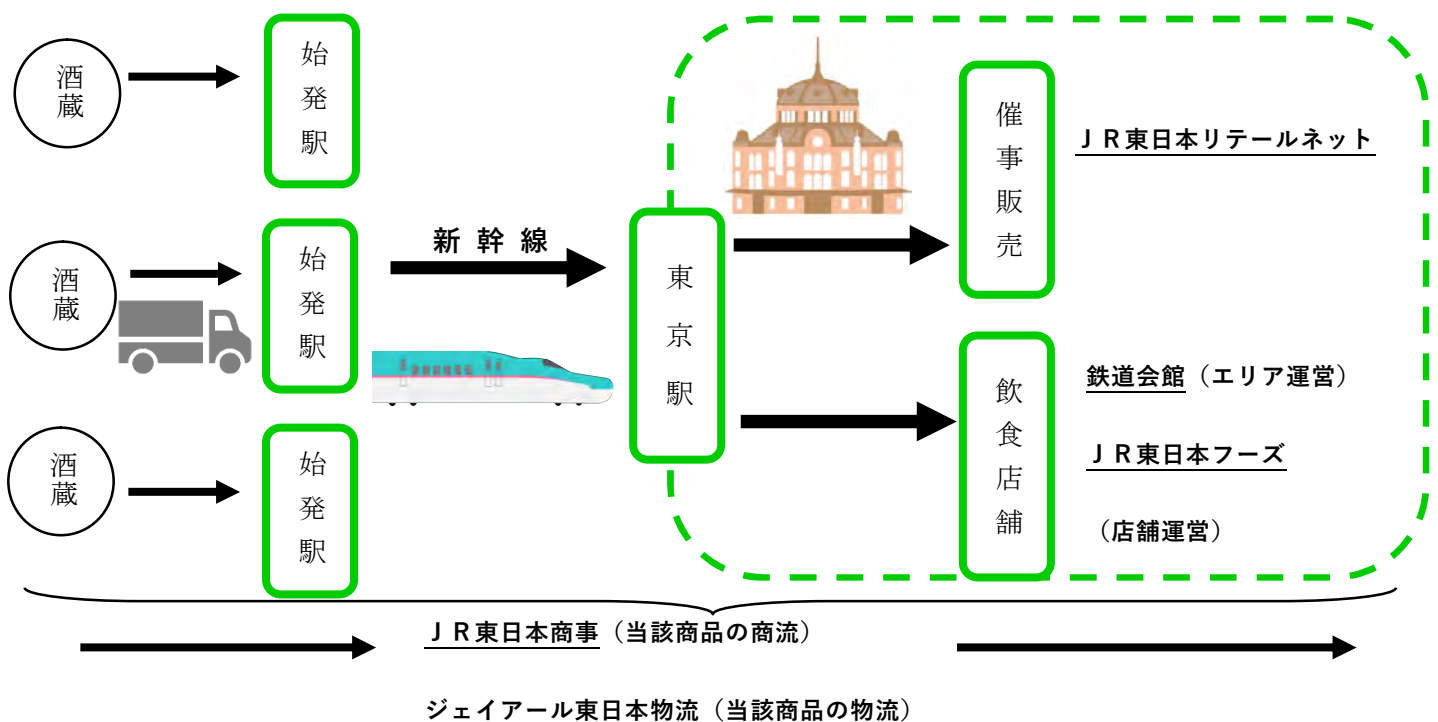 酒蔵
始発駅
酒蔵
始発駅
酒蔵
始発駅
新幹線
東京駅
催事販売
ＪＲ東日本リテールネット
飲食店舗
鉄道会館（エリア運営）
ＪＲ東日本フーズ
（店舗運営）
ＪＲ東日本商事（当該商品の商流）
ジェイアール東日本物流（当該商品の物流）